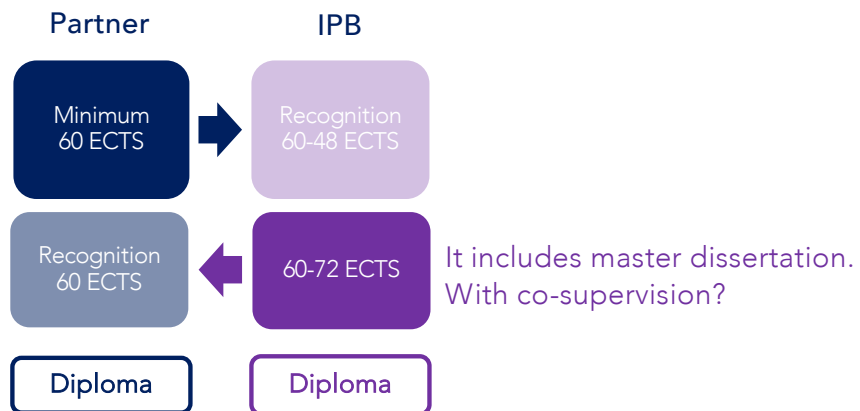 Partner
IPB
Minimum
60 ECTS
Recognition
60-48 ECTS
Recognition
60 ECTS
60-72 ECTS
It includes master dissertation.
With co-supervision?
Diploma
Diploma